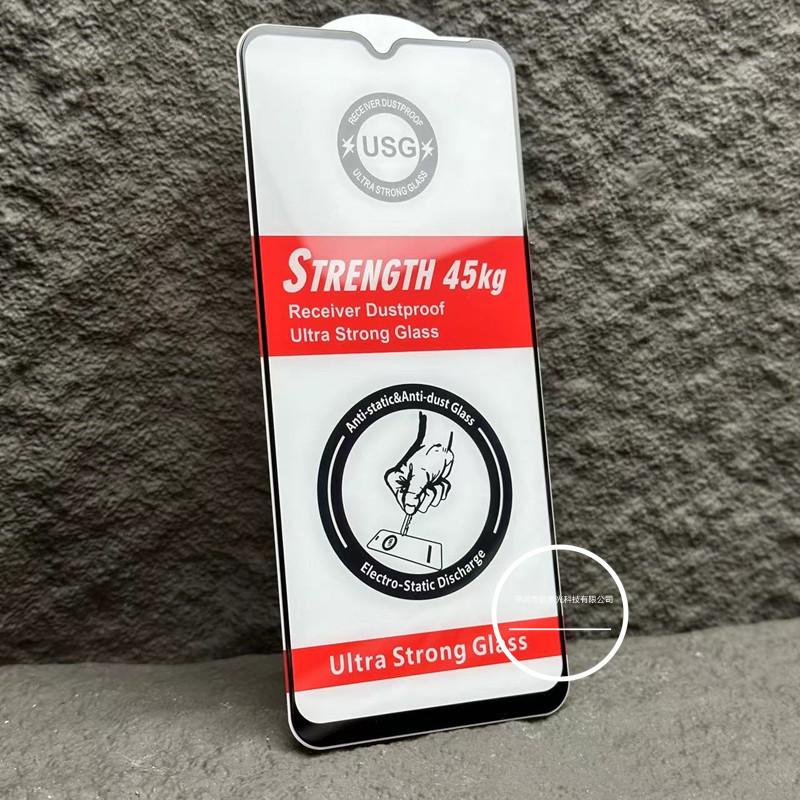 RECEIVER DUSTPROOF
USG
ULTRA STRONG GLASS
STRENGTH 45kg
Receiver Dustproof
Ultra Strong Glass
Anti-static&Anti-dust Glass
Electro-Static Discharge
Ultra Strong Glass
科技有限公司